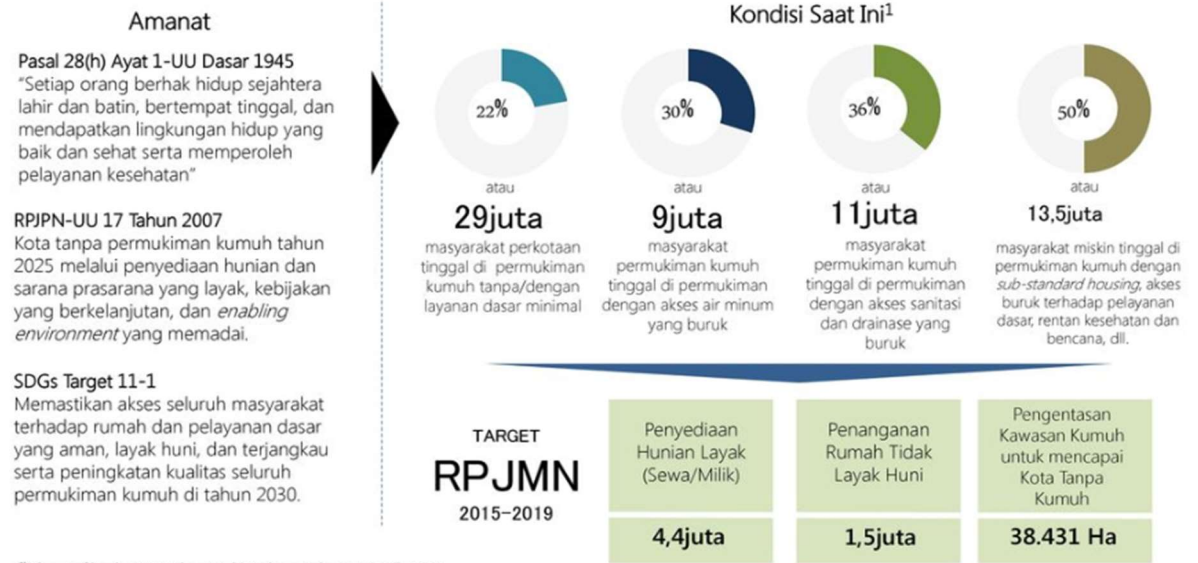 Amanat
Pasal 28(h) Ayat 1-UU Dasar 1945
“Setiap orang berhak hidup sejahtera
lahir dan batin, bertempat tinggal, dan
mendapatkan lingkungan hidup yang
baik dan sehat serta memperoleh
pelayanan kesehatan”
RPJPN-UU 17 Tahun 2007
Kota tanpa permukiman kumuh tahun
2025 melalui penyediaan hunian dan
sarana prasarana yang layak, kebijakan
yang berkelanjutan, dan enabling
environment yang memadai.
SDGs Target 11-1
Memastikan akses seluruh masyarakat
terhadap rumah dan pelayanan dasar
yang aman, layak huni, dan terjangkau
serta peningkatan kualitas seluruh
permukiman kumuh di tahun 2030.
Kondisi Saat Ini¹
22%
atau
29juta
masyarakat perkotaan
tinggal di permukiman
kumuh tanpa/dengan
layanan dasar minimal
30%
atau
9juta
masyarakat
permukiman kumuh
tinggal di permukiman
dengan akses air minum
yang buruk
36%
atau
11juta
masyarakat
permukiman kumuh
tinggal di permukiman
dengan akses sanitasi
dan drainase yang
buruk
50%
atau
13,5juta
masyarakat miskin tinggal di
permukiman kumuh dengan
sub-standard housing, akses
buruk terhadap pelayanan
dasar, rentan kesehatan dan
bencana, dll.
TARGET
RPJMN
2015-2019
Penyediaan
Hunian Layak
(Sewa/Milik)
4,4juta
Penanganan
Rumah Tidak
Layak Huni
1,5juta
Pengentasan
Kawasan Kumuh
untuk mencapai
Kota Tanpa
Kumuh
38.431 Ha